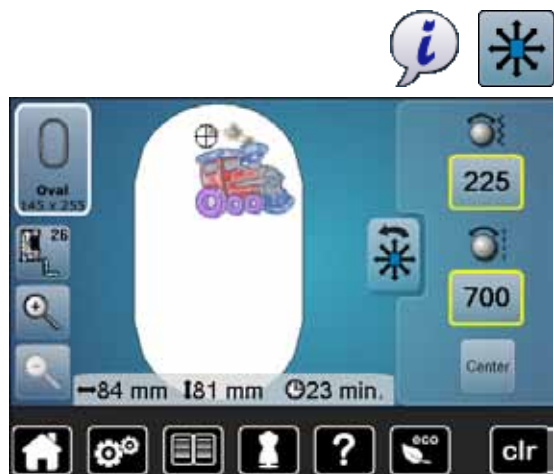 i
Oval
145 x 255
26
225
700
Center
84 mm 81 mm 23 min.
? eco clr